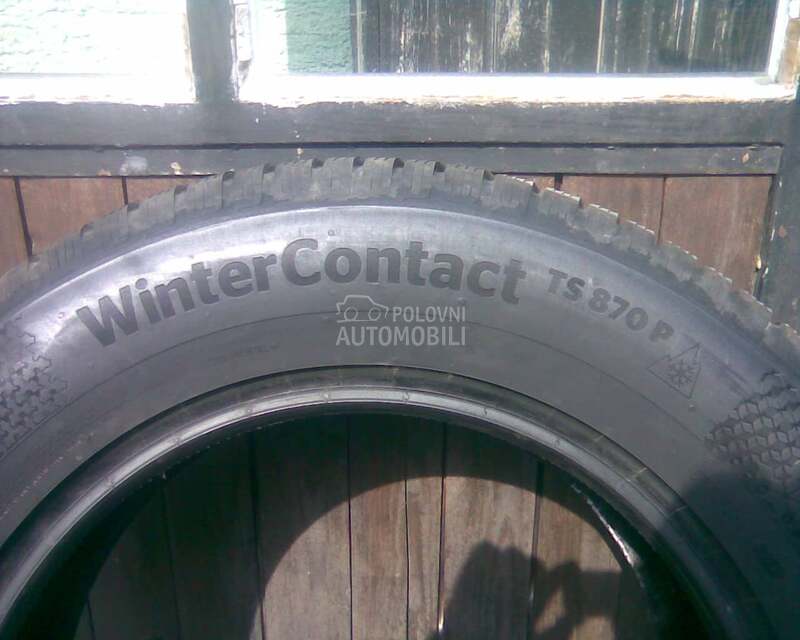 WinterContact TS 870 P
POLOVNI
AUTOMOBILI